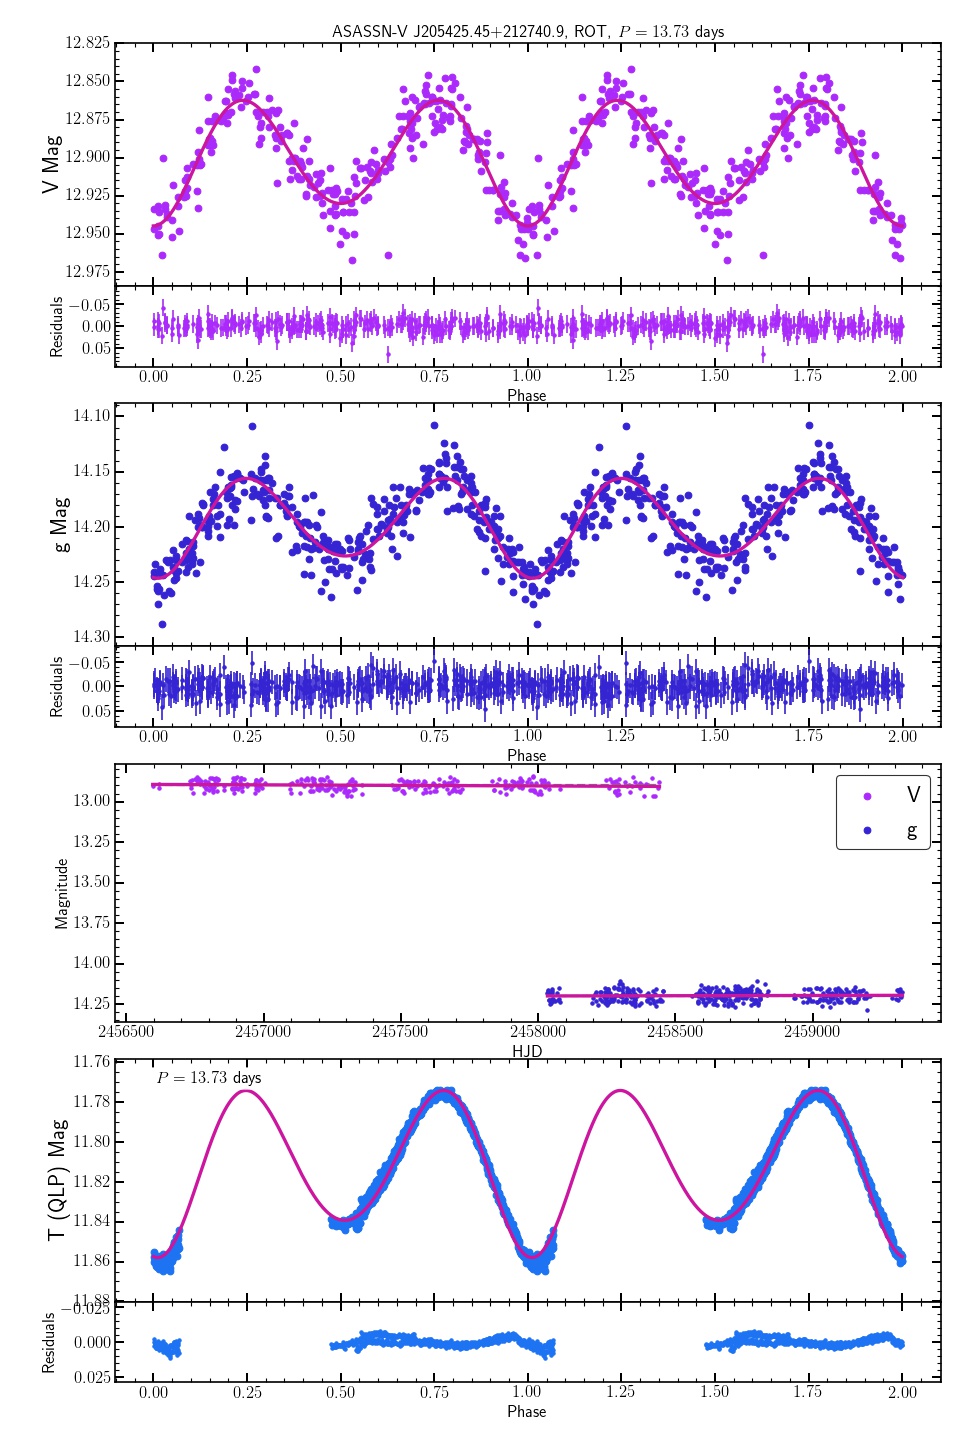 ASASSN-V J205425.45+212740.9, ROT, P = 13.73 days
12.825
12.850
12.875
12.900
12.925
12.950
12.975
V Mag
−0.05
0.00
0.05
Residuals
0.00 0.25 0.50 0.75 1.00 1.25 1.50 1.75 2.00
Phase
14.10
14.15
14.20
14.25
14.30
g Mag
−0.05
0.00
0.05
Residuals
0.00 0.25 0.50 0.75 1.00 1.25 1.50 1.75 2.00
Phase
13.00
13.25
13.50
13.75
14.00
14.25
Magnitude
V
g
2456500 2457000 2457500 2458000 2458500 2459000
HJD
P = 13.73 days
11.76
11.78
11.80
11.82
11.84
11.86
11.88
T (QLP) Mag
−0.025
0.000
0.025
Residuals
0.00 0.25 0.50 0.75 1.00 1.25 1.50 1.75 2.00
Phase